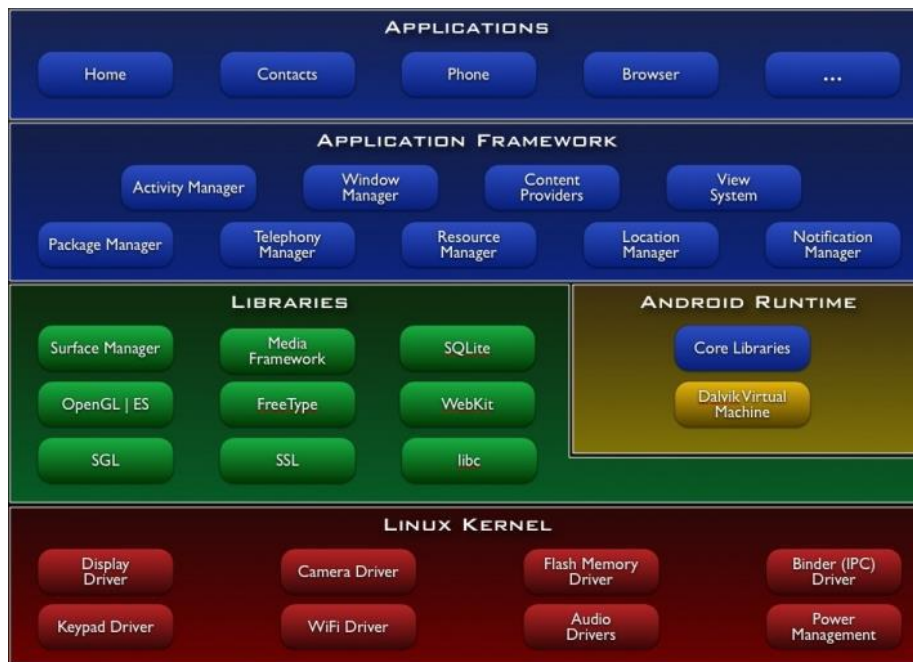 APPLICATIONS
Home
Contacts
Phone
Browser
...
APPLICATION FRAMEWORK
Activity Manager
Window
Manager
Content
Providers
View
System
Package Manager
Telephony
Manager
Resource
Manager
Location
Manager
Notification
Manager
LIBRARIES
Surface Manager
Media
Framework
SQLite
OpenGL | ES
FreeType
WebKit
SGL
SSL
libc
ANDROID RUNTIME
Core Libraries
Dalvik Virtual
Machine
LINUX KERNEL
Display
Driver
Camera Driver
Flash Memory
Driver
Binder (IPC)
Driver
Keypad Driver
WiFi Driver
Audio
Drivers
Power
Management